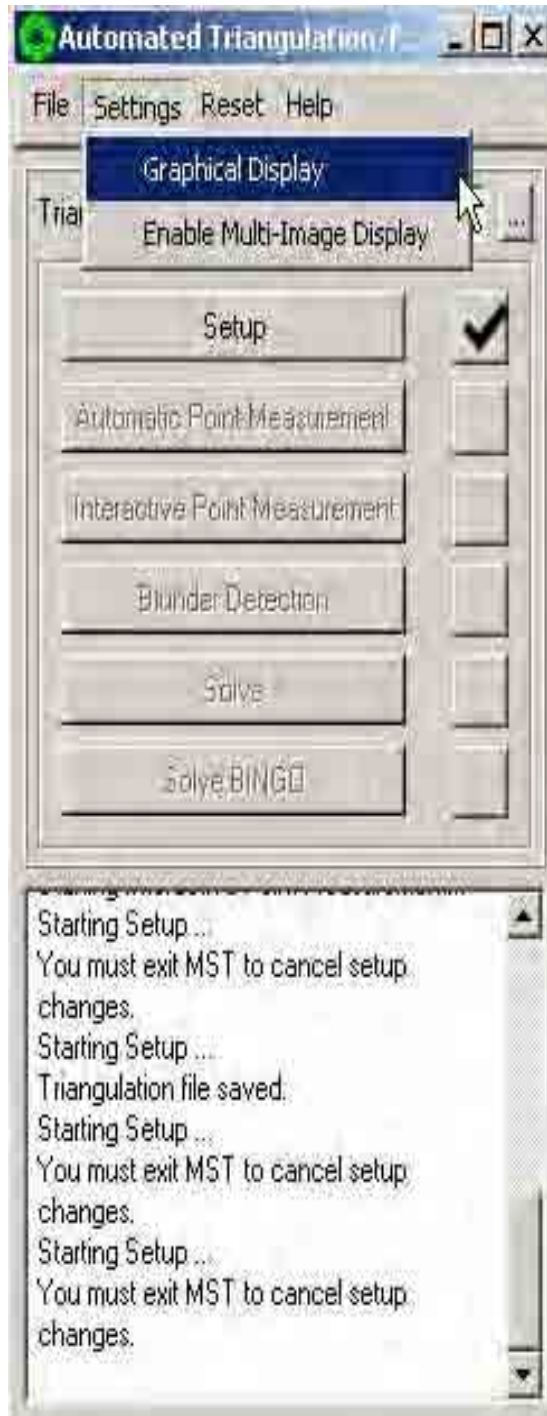 Automated Triangulation/
File Settings Reset Help
Graphical Display
Enable Multi-Image Display
Trian
...
Setup
Automatic Point Measurement
Interactive Point Measurement
Blunder Detection
Solve
Solve BINGO
Starting Setup ...
You must exit MST to cancel setup
changes.
Starting Setup ...
Triangulation file saved.
Starting Setup ...
You must exit MST to cancel setup
changes.
Starting Setup ...
You must exit MST to cancel setup
changes.